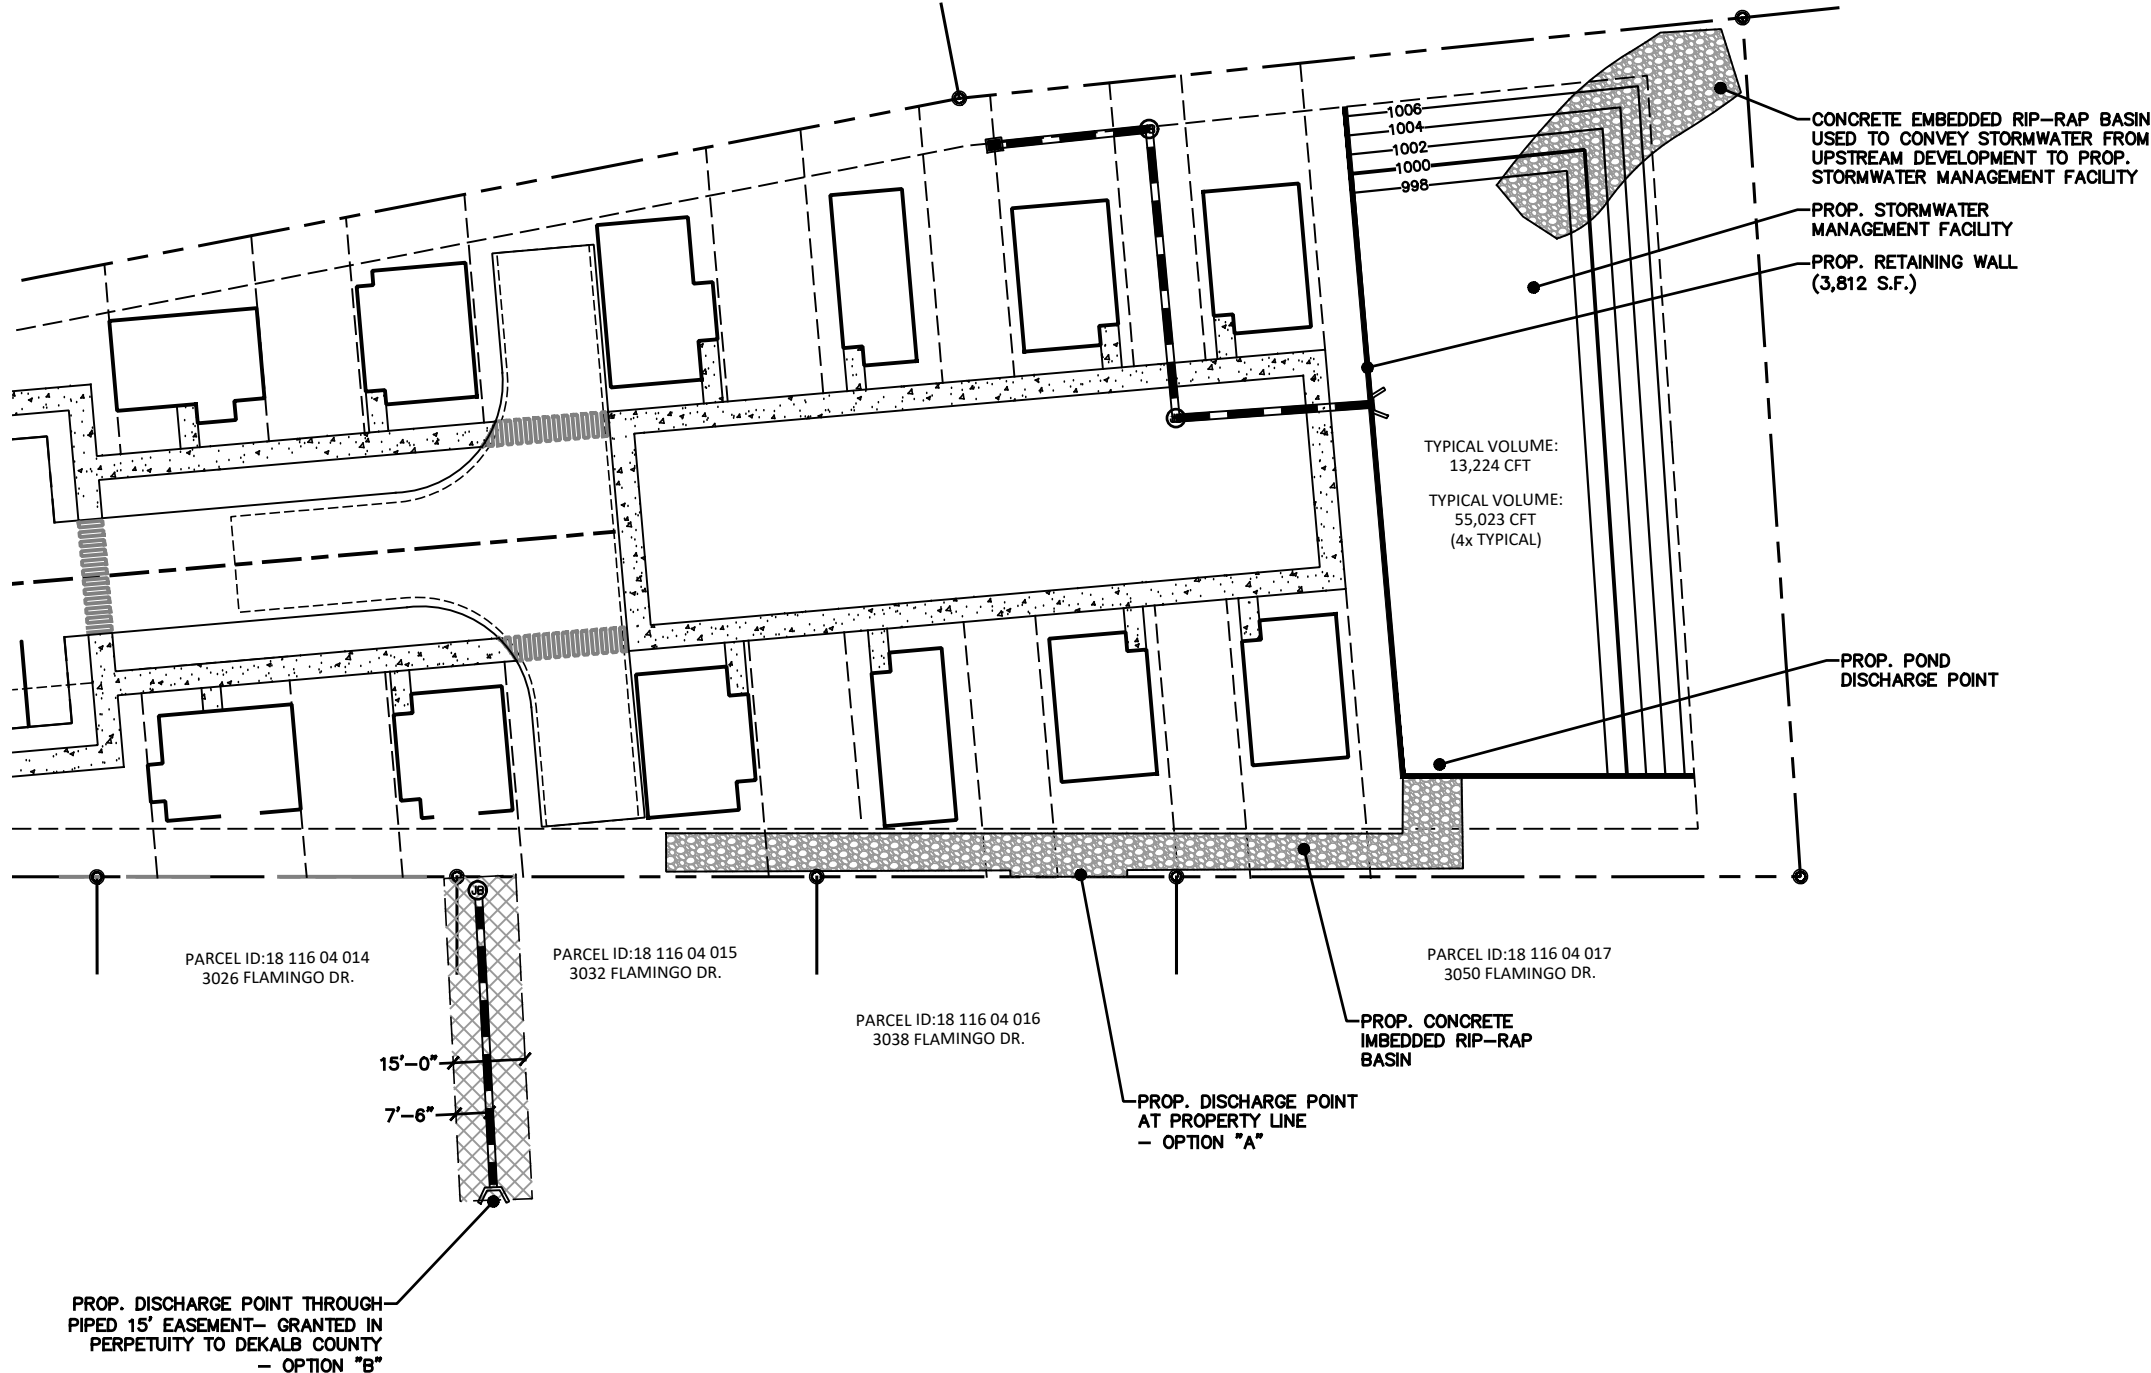 1006
1004
1002
1000
998
CONCRETE EMBEDDED RIP-RAP BASIN
USED TO CONVEY STORMWATER FROM
UPSTREAM DEVELOPMENT TO PROP.
STORMWATER MANAGEMENT FACILITY
PROP. STORMWATER
MANAGEMENT FACILITY
PROP. RETAINING WALL
(3,812 S.F.)
TYPICAL VOLUME:
13,224 CFT
TYPICAL VOLUME:
55,023 CFT
(4x TYPICAL)
PROP. POND
DISCHARGE POINT
JB
PARCEL ID:18 116 04 014
3026 FLAMINGO DR.
PARCEL ID:18 116 04 015
3032 FLAMINGO DR.
PARCEL ID:18 116 04 016
3038 FLAMINGO DR.
PARCEL ID:18 116 04 017
3050 FLAMINGO DR.
PROP. CONCRETE
IMBEDDED RIP-RAP
BASIN
15'-0"
7'-6"
PROP. DISCHARGE POINT
AT PROPERTY LINE
- OPTION "A"
PROP. DISCHARGE POINT THROUGH
PIPED 15' EASEMENT- GRANTED IN
PERPETUITY TO DEKALB COUNTY
- OPTION "B"